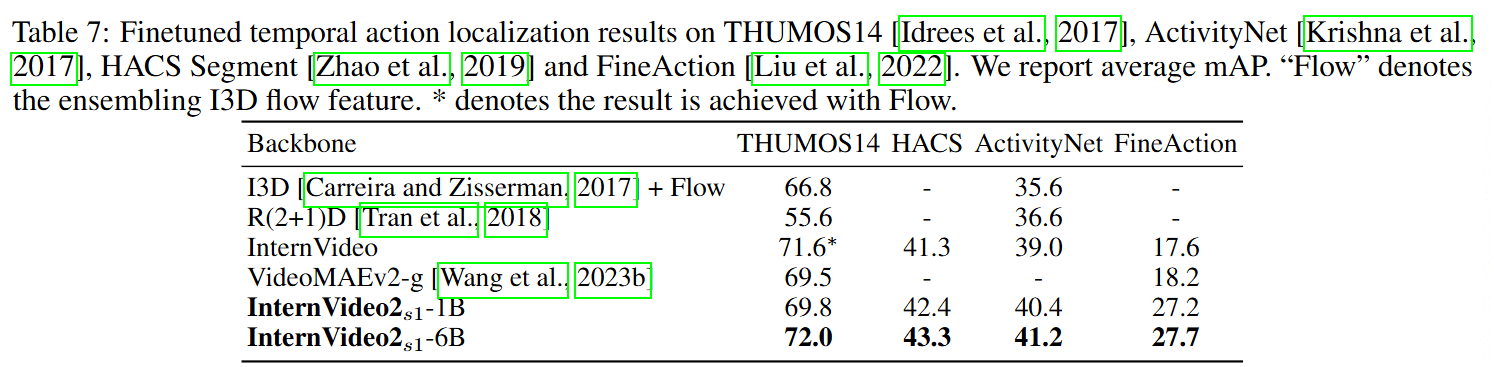 Table 7: Finetuned temporal action localization results on THUMOS14 [Idrees et al., 2017], ActivityNet [Krishna et al.,
2017], HACS Segment [Zhao et al., 2019] and FineAction [Liu et al., 2022]. We report average mAP. “Flow” denotes
the ensembling I3D flow feature. * denotes the result is achieved with Flow.
Backbone THUMOS14 HACS ActivityNet FineAction
I3D [Carreira and Zisserman, 2017] + Flow 66.8 - 35.6 -
R(2+1)D [Tran et al., 2018] 55.6 - 36.6 -
InternVideo 71.6* 41.3 39.0 17.6
VideoMAEv2-g [Wang et al., 2023b] 69.5 - - 18.2
InternVideo2s1-1B 69.8 42.4 40.4 27.2
InternVideo2s1-6B 72.0 43.3 41.2 27.7